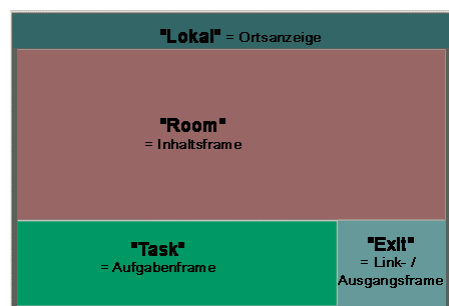 "Lokal" = Ortsanzeige
"Room"
= Inhaltsframe
"Task"
= Aufgabenframe
"Exit"
= Link- /
Ausgangsframe